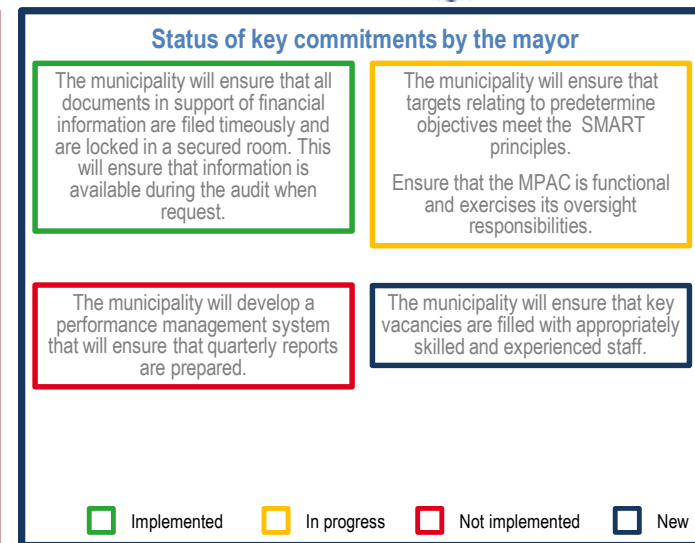 Status of key commitments by the mayor
The municipality will ensure that all
documents in support of financial
information are filed timeously and
are locked in a secured room. This
will ensure that information is
available during the audit when
request.
The municipality will ensure that
targets relating to predetermine
objectives meet the SMART
principles.
Ensure that the MPAC is functional
and exercises its oversight
responsibilities.
The municipality will develop a
performance management system
that will ensure that quarterly reports
are prepared.
The municipality will ensure that key
vacancies are filled with appropriately
skilled and experienced staff.
Implemented In progress Not implemented New